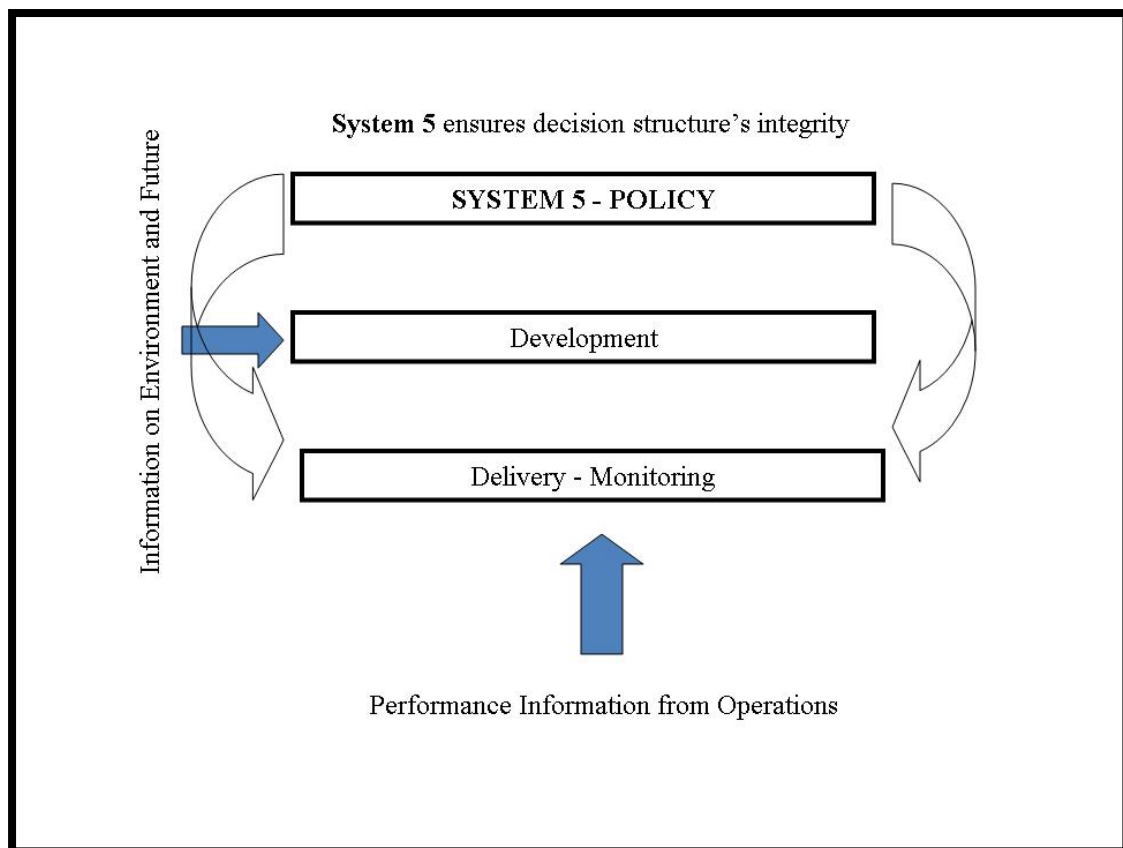 System 5 ensures decision structure’s integrity
SYSTEM 5 - POLICY
Information on Environment and Future
Development
Delivery - Monitoring
Performance Information from Operations